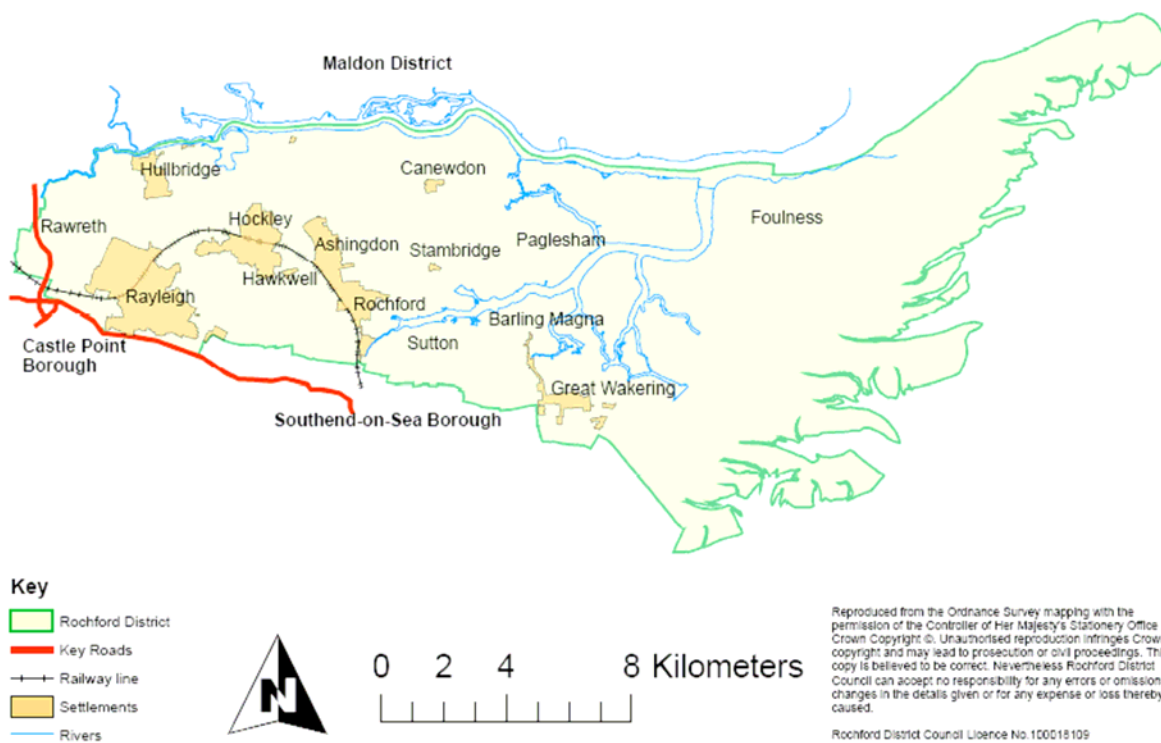 Maldon District
Hullbridge
Canewdon
Rawreth
Hockley
Foulness
Ashingdon
Stambridge
Paglesham
Hawkwell
Rayleigh
Rochford
Barling Magna
Sutton
Castle Point
Borough
Great Wakering
Southend-on-Sea Borough
Key
Rochford District
Key Roads
Railway line
Settlements
Rivers
N
0 2 4 8 Kilometers
Reproduced from the Ordnance Survey mapping with the
permission of the Controller of Her Majesty's Stationery Office
Crown Copyright ©. Unauthorised reproduction infringes Crow
copyright and may lead to prosecution or civil proceedings. Thi
copy is believed to be correct. Nevertheless Rochford District
Council can accept no responsibility for any errors or omission
changes in the details given or for any expense or loss thereby
caused.
Rochford District Council Licence No.100018109